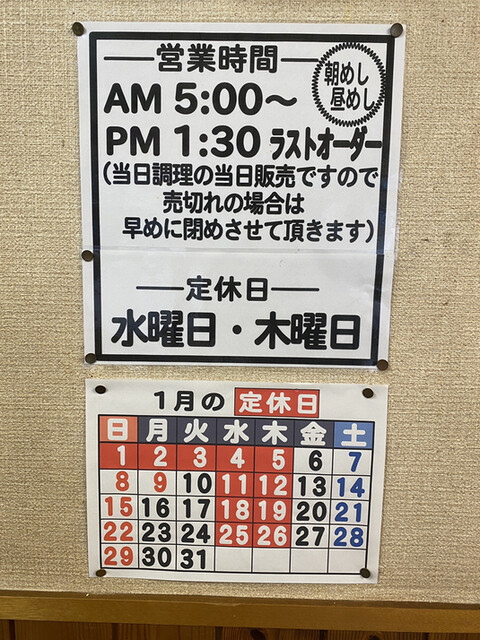 営業時間
朝めし
昼めし
AM 5:00～
PM 1:30 ラストオーダー
(当日調理の当日販売ですので
売切れの場合は
早めに閉めさせて頂きます)
定休日
水曜日・木曜日
1月の 定休日
日 月 火 水 木 金 土
1 2 3 4 5 6 7
8 9 10 11 12 13 14
15 16 17 18 19 20 21
22 23 24 25 26 27 28
29 30 31